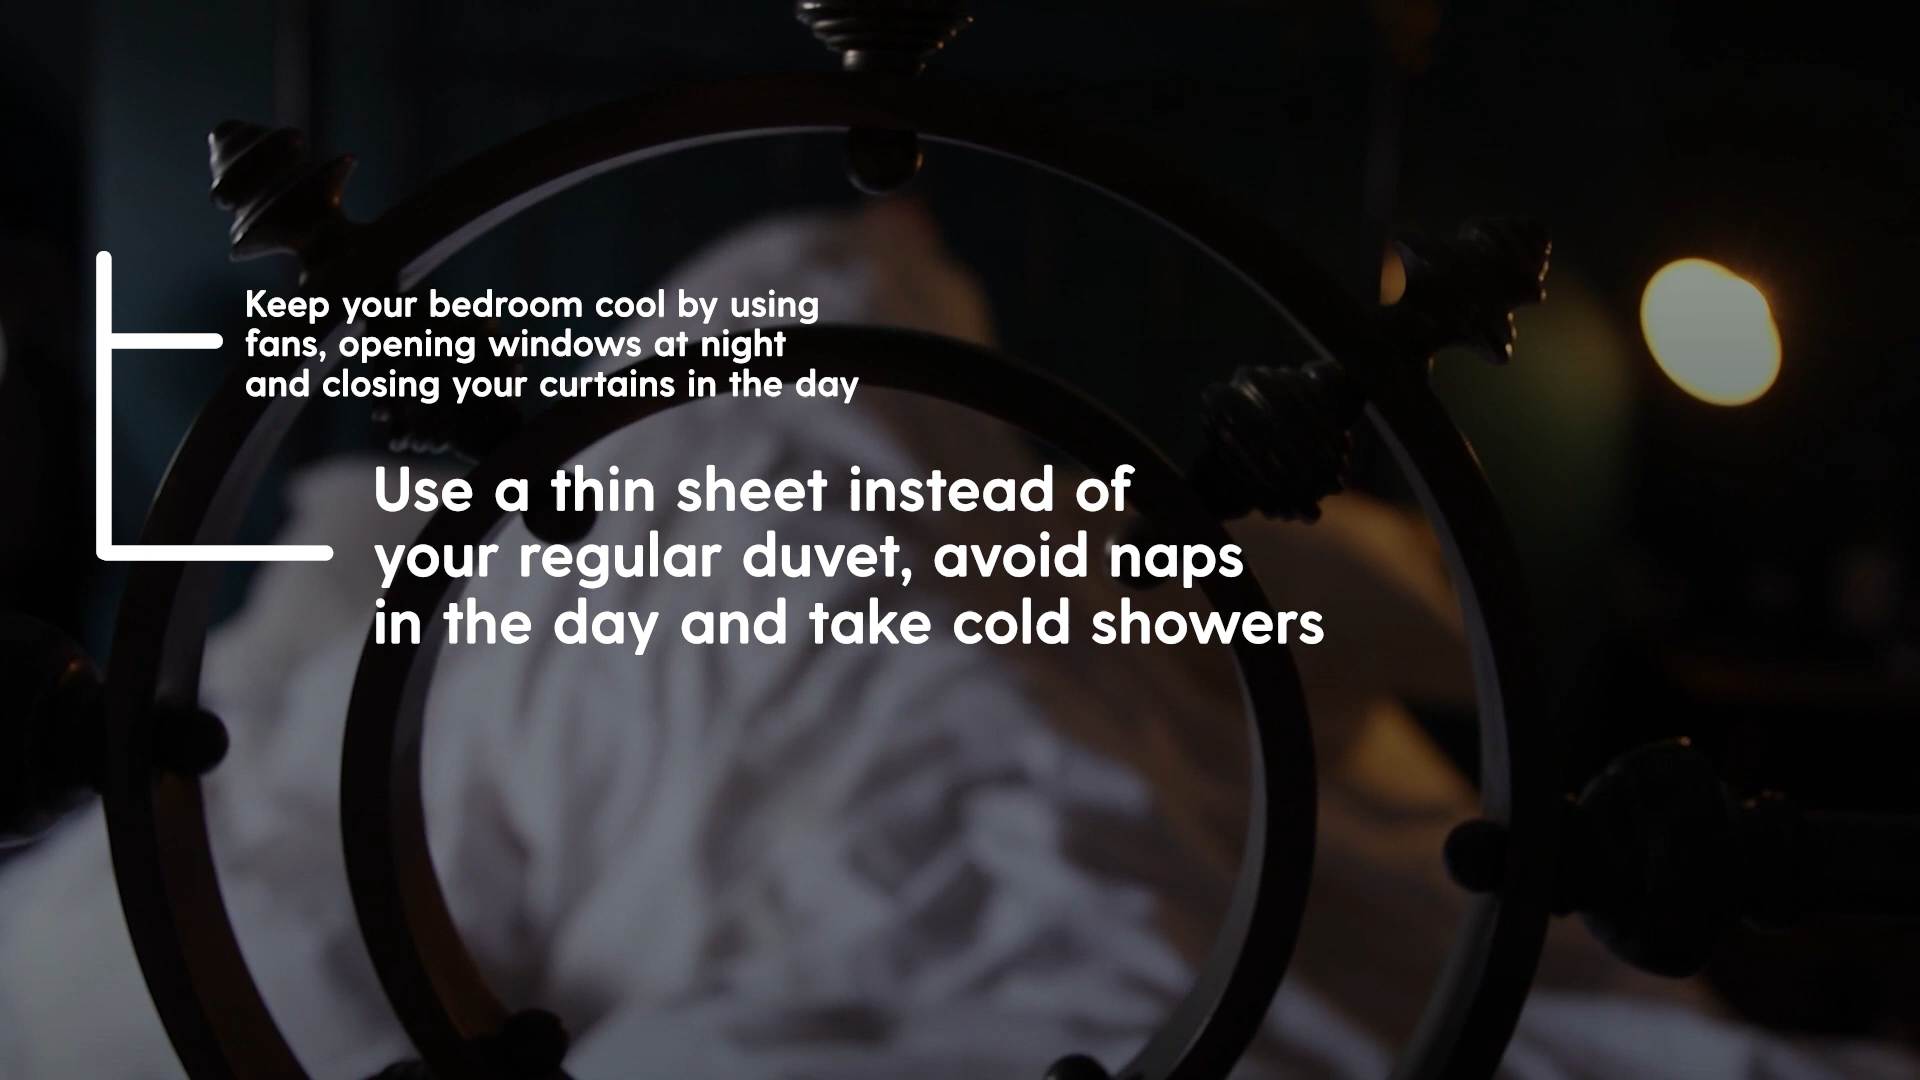 Keep your bedroom cool by using
fans, opening windows at night
and closing your curtains in the day
Use a thin sheet instead of
your regular duvet, avoid naps
in the day and take cold showers